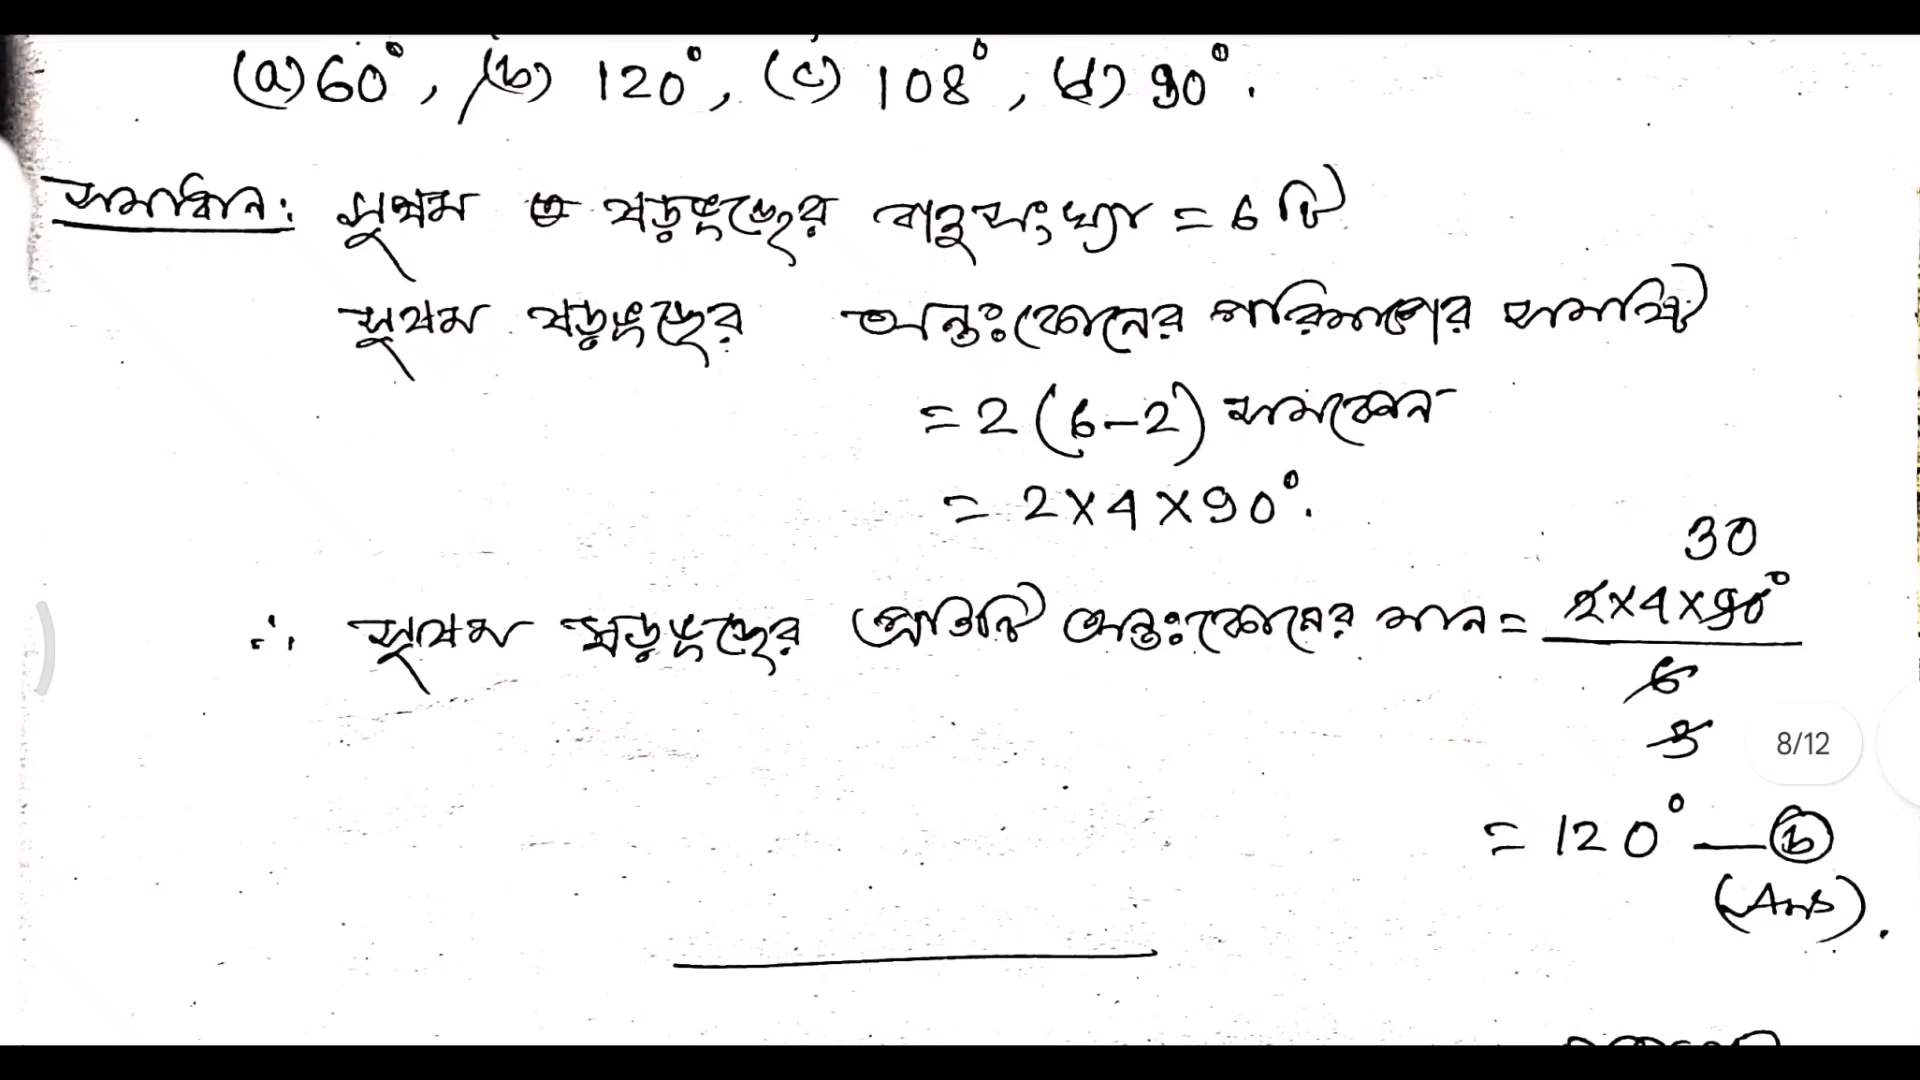 (a) 60°, (b) 120°, (c) 108°, (d) 90°.
সমাধান: সুষম ষড়ভুজের বাহুসংখ্যা = 6 টি
সুষম ষড়ভুজের অন্তঃকোনের পরিমাপের সমষ্টি
= 2 (6-2) সমকোন
= 2×4×90°.
30
∴ সুষম ষড়ভুজের প্রতিটি অন্তঃকোনের মান = 2×4×90°
6
3
8/12
= 120° — (b)
(Ans).